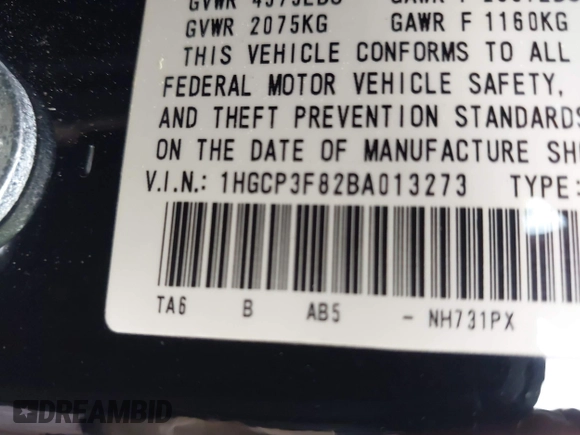 GVWR
GVWR 2075KG GAWR F 1160KG
THIS VEHICLE CONFORMS TO ALL
FEDERAL MOTOR VEHICLE SAFETY,
AND THEFT PREVENTION STANDARDS
ON THE DATE OF MANUFACTURE SH
V.I.N.: 1HGCP3F82BA013273 TYPE:
TA6 B AB5 - NH731PX
DREAMBID